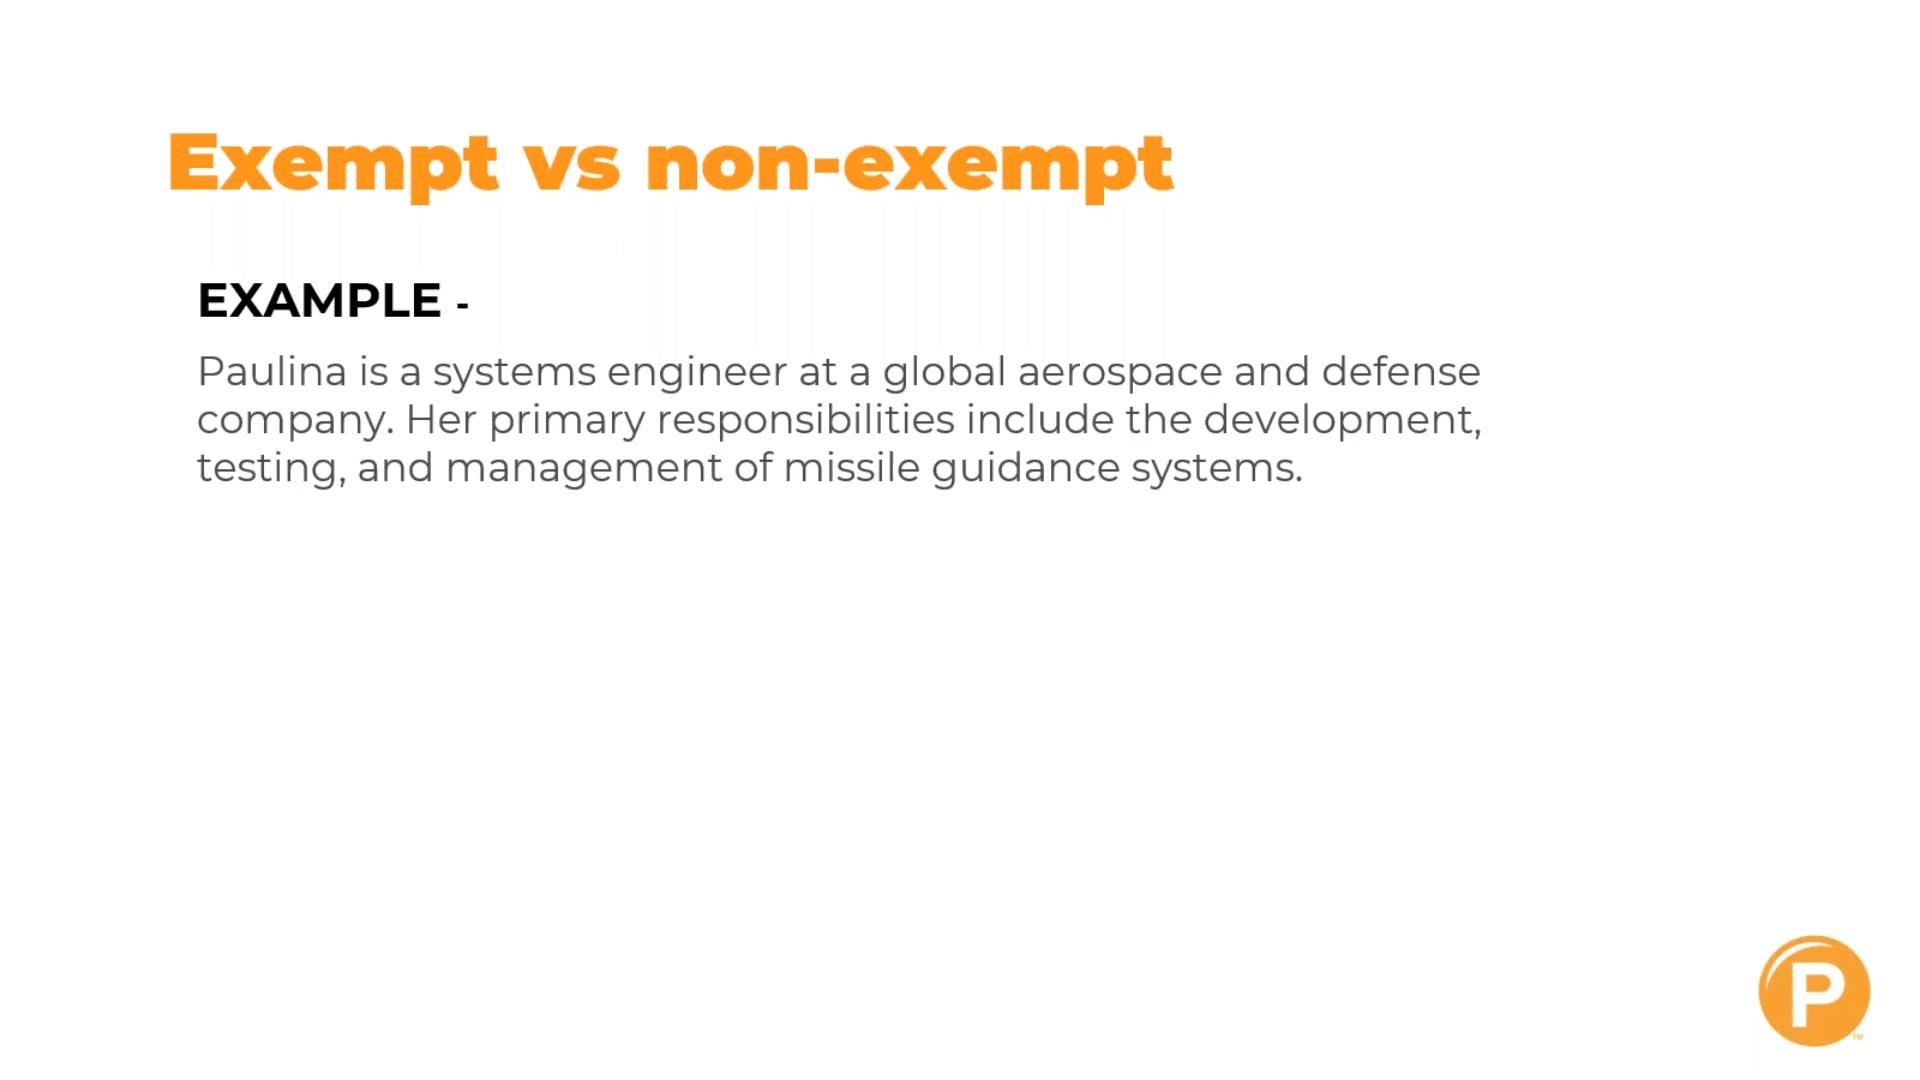 Exempt vs non-exempt
EXAMPLE -
Paulina is a systems engineer at a global aerospace and defense
company. Her primary responsibilities include the development,
testing, and management of missile guidance systems.
P
TM